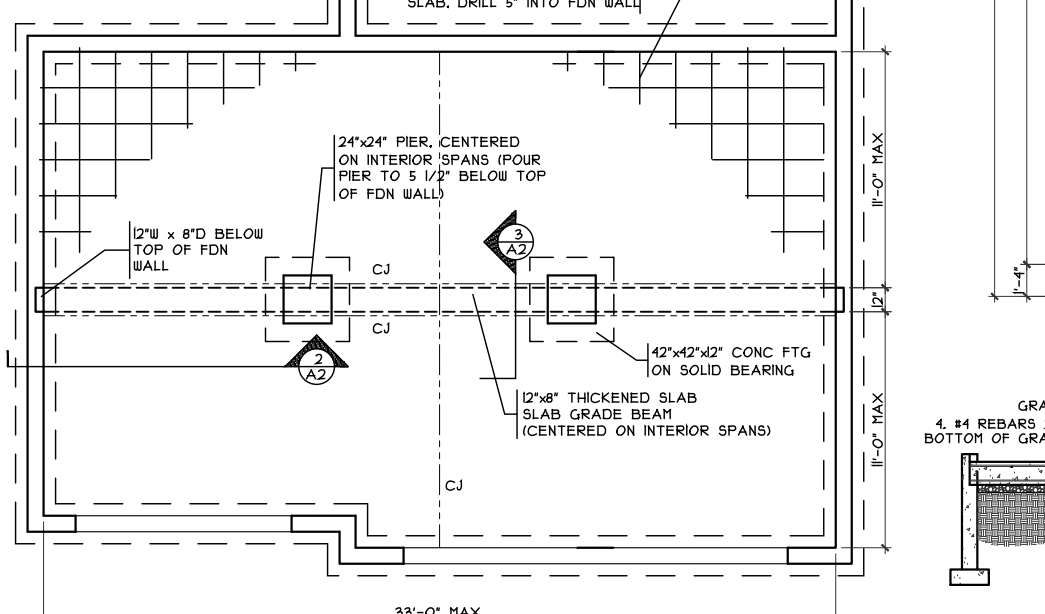 SLAB. DRILL 5" INTO FDN WALL
24"x24" PIER, CENTERED
ON INTERIOR SPANS (POUR
PIER TO 5 1/2" BELOW TOP
OF FDN WALL)
12"W x 8"D BELOW
TOP OF FDN
WALL
3
A2
CJ
CJ
2
A2
42"x42"x12" CONC FTG
ON SOLID BEARING
12"x8" THICKENED SLAB
SLAB GRADE BEAM
(CENTERED ON INTERIOR SPANS)
CJ
11'-0" MAX
12"
11'-0" MAX
1'-4"
33'-0" MAX
GRA
4. #4 REBARS
BOTTOM OF GRA